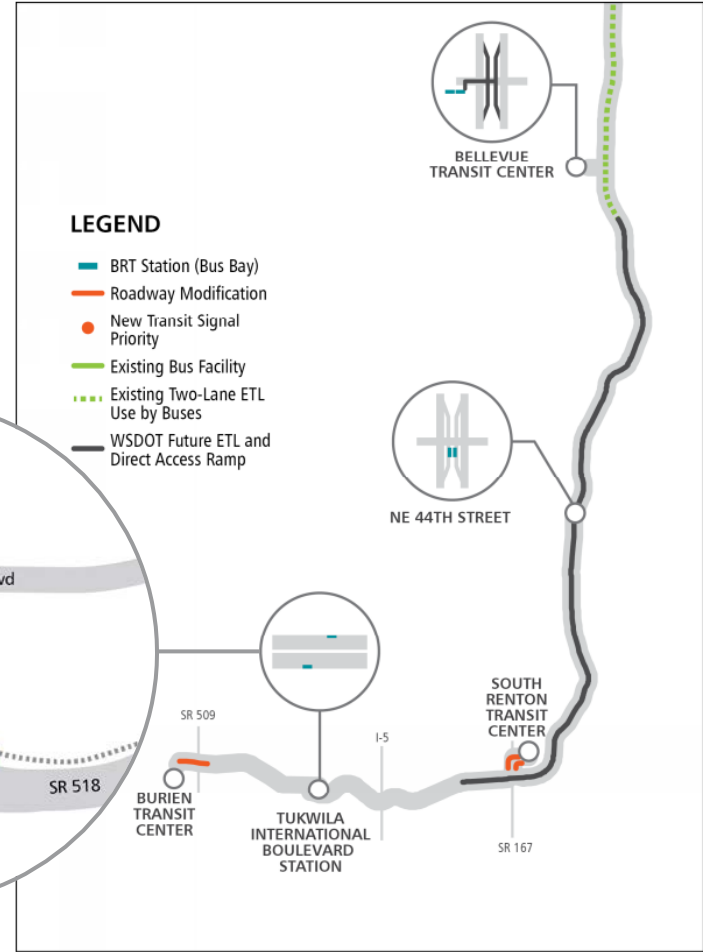 BELLEVUE
TRANSIT CENTER
LEGEND
BRT Station (Bus Bay)
Roadway Modification
New Transit Signal
Priority
Existing Bus Facility
Existing Two-Lane ETL
Use by Buses
WSDOT Future ETL and
Direct Access Ramp
NE 44TH STREET
vd
SOUTH
RENTON
TRANSIT
CENTER
SR 509
I-5
SR 518
BURIEN
TRANSIT
CENTER
TUKWILA
INTERNATIONAL
BOULEVARD
STATION
SR 167